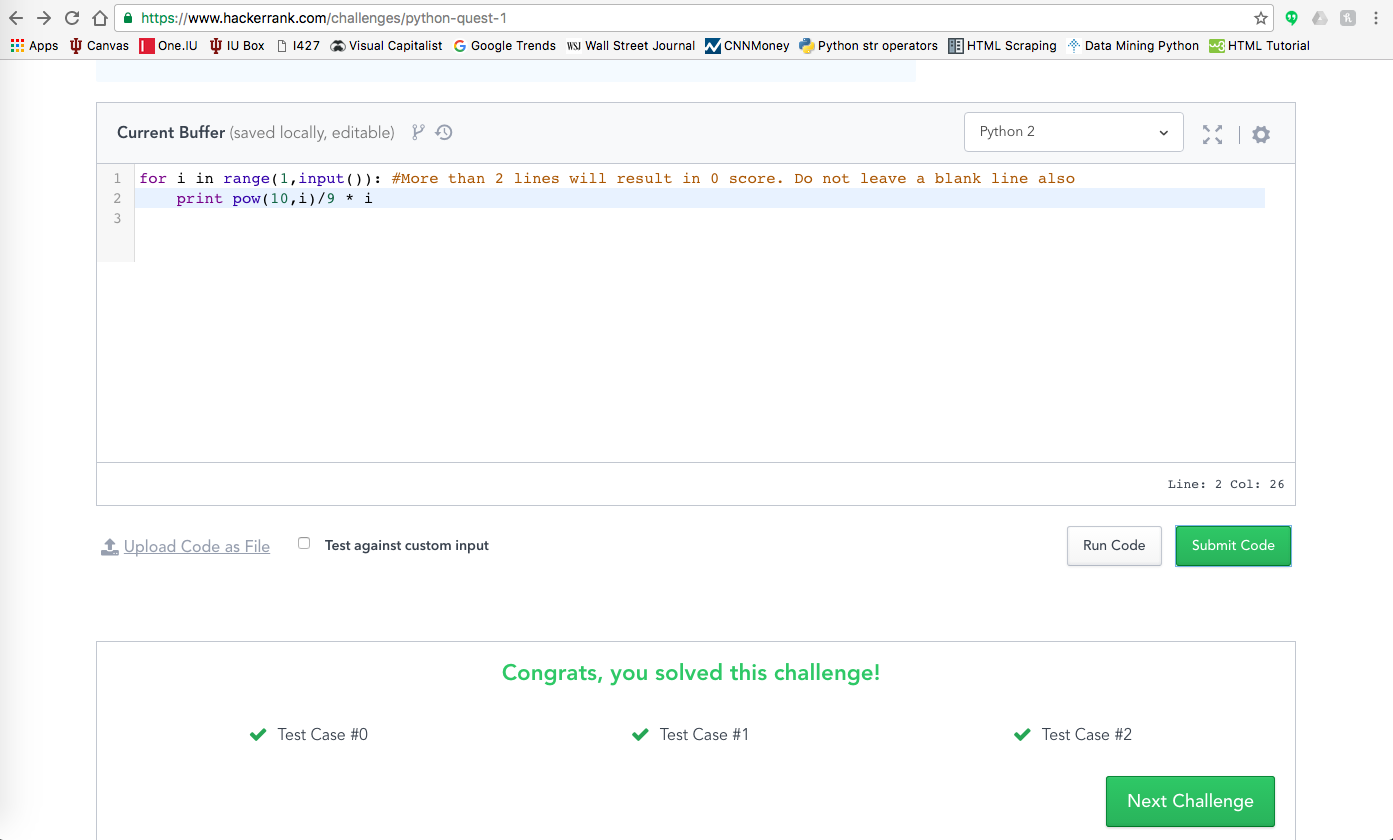 https://www.hackerrank.com/challenges/python-quest-1
Apps Canvas One.IU IU Box I427 Visual Capitalist Google Trends WSJ Wall Street Journal CNNMoney Python str operators HTML Scraping Data Mining Python w3 HTML Tutorial
Current Buffer (saved locally, editable) Python 2
1 for i in range(1,input()): #More than 2 lines will result in 0 score. Do not leave a blank line also
2 print pow(10,i)/9 * i
3
Line: 2 Col: 26
Upload Code as File Test against custom input Run Code Submit Code
Congrats, you solved this challenge!
Test Case #0 Test Case #1 Test Case #2
Next Challenge